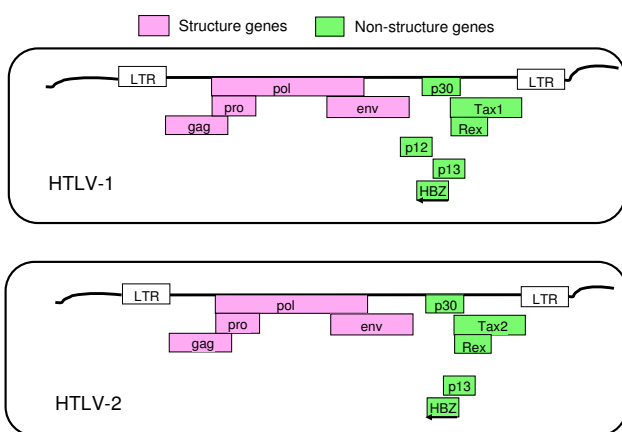 Structure genes
Non-structure genes
LTR
LTR
pol
p30
pro
env
Tax1
gag
Rex
p12
p13
HTLV-1
HBZ
LTR
LTR
pol
p30
pro
env
Tax2
gag
Rex
p13
HTLV-2
HBZ